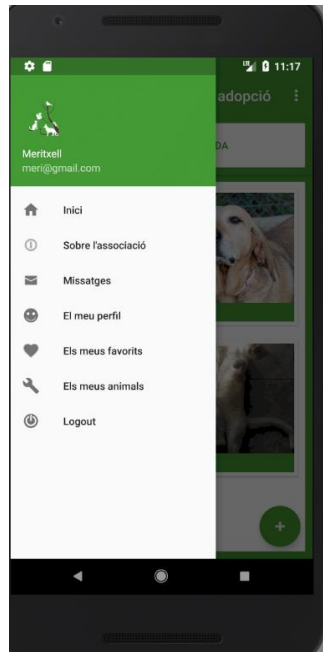 11:17
adopció
DA
Meritxell
meri@gmail.com
Inici
Sobre l'associació
Missatges
El meu perfil
Els meus favorits
Els meus animals
Logout